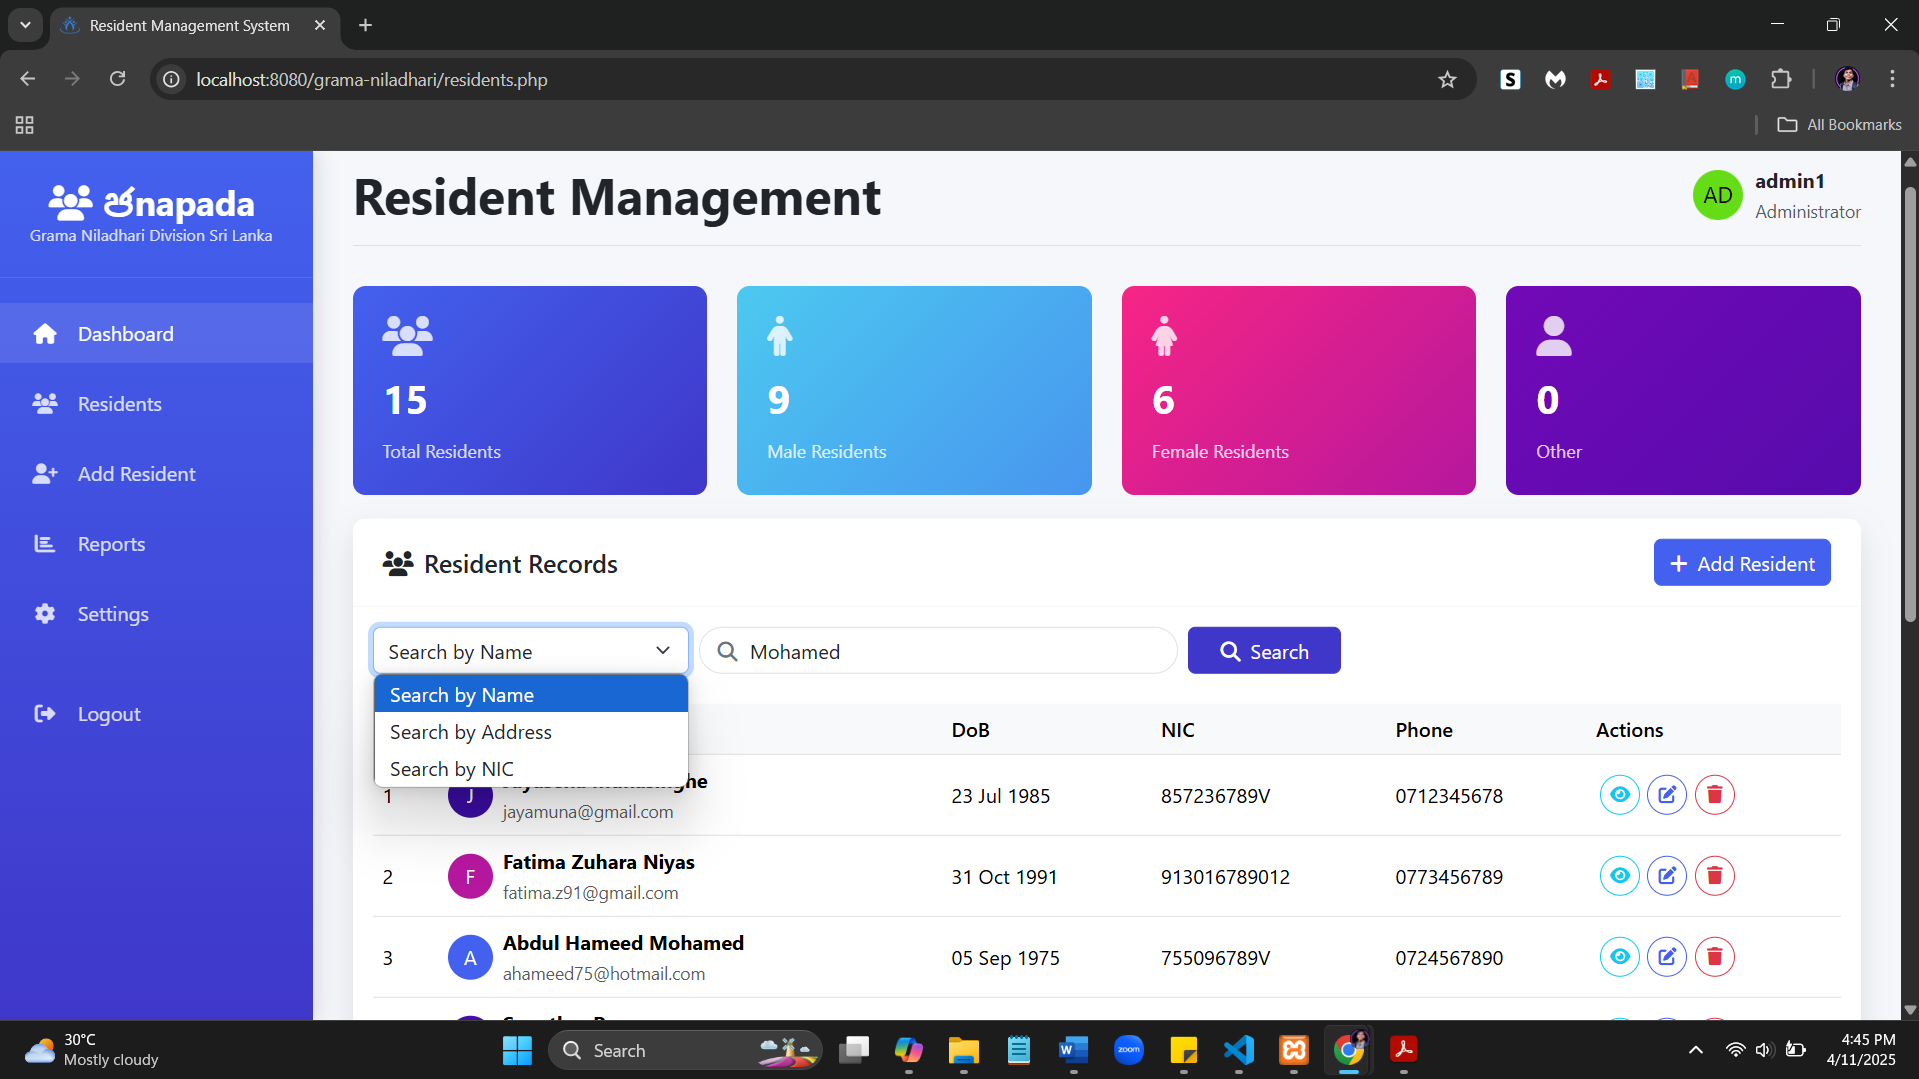 Resident Management System
localhost:8080/grama-niladhari/residents.php
All Bookmarks
ජnapada
Grama Niladhari Division Sri Lanka
Dashboard
Residents
Add Resident
Reports
Settings
Logout
Resident Management
AD
admin1
Administrator
15
Total Residents
9
Male Residents
6
Female Residents
0
Other
Resident Records
Add Resident
Search by Name
Mohamed
Search
Search by Name
Search by Address
Search by NIC
DoB NIC Phone Actions
1 J
jayamuna@gmail.com
23 Jul 1985 857236789V 0712345678
2 F Fatima Zuhara Niyas
fatima.z91@gmail.com
31 Oct 1991 913016789012 0773456789
3 A Abdul Hameed Mohamed
ahameed75@hotmail.com
05 Sep 1975 755096789V 0724567890
30°C
Mostly cloudy
Search
zoom
4:45 PM
4/11/2025